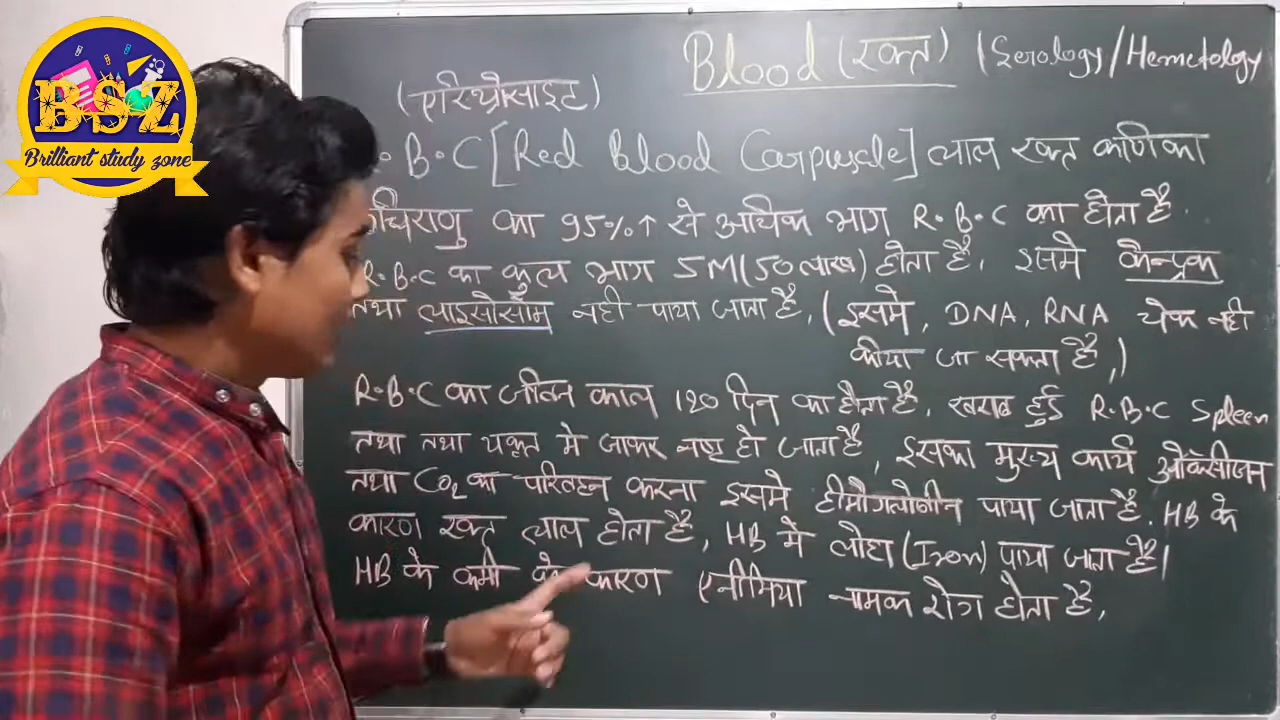 BSZ
Brilliant study zone
Blood (रक्त) (Serology/Hemetology
(एरिथ्रोसाइट)
B·C [Red Blood Carpusale] लाल रक्त कणिका
का 95%↑ से अधिक भाग R·B·C का होता है.
R·B·C का कुल भाग 5M(50 लाख) होता है, इसमे केन्द्रक
तथा लाइसोसोम नही पाया जाता है, (इसमे, DNA, RNA चेक नही
कीया जा सकता है,)
R·B·C का जीवन काल 120 दिन का होता है, खराब हुई R·B·C Spleen
तथा तथा यकृत मे जाकर नष्ट हो जाता है, इसका मुख्य कार्य ऑक्सीजन
तथा CO₂ का परिवहन करना इसमे हीमोग्लोबीन पाया जाता है. HB के
कारण रक्त लाल होता है, HB मे लोहा (Iron) पाया जाता है।
HB के कमी के कारण एनीमिया नामक रोग होता है,